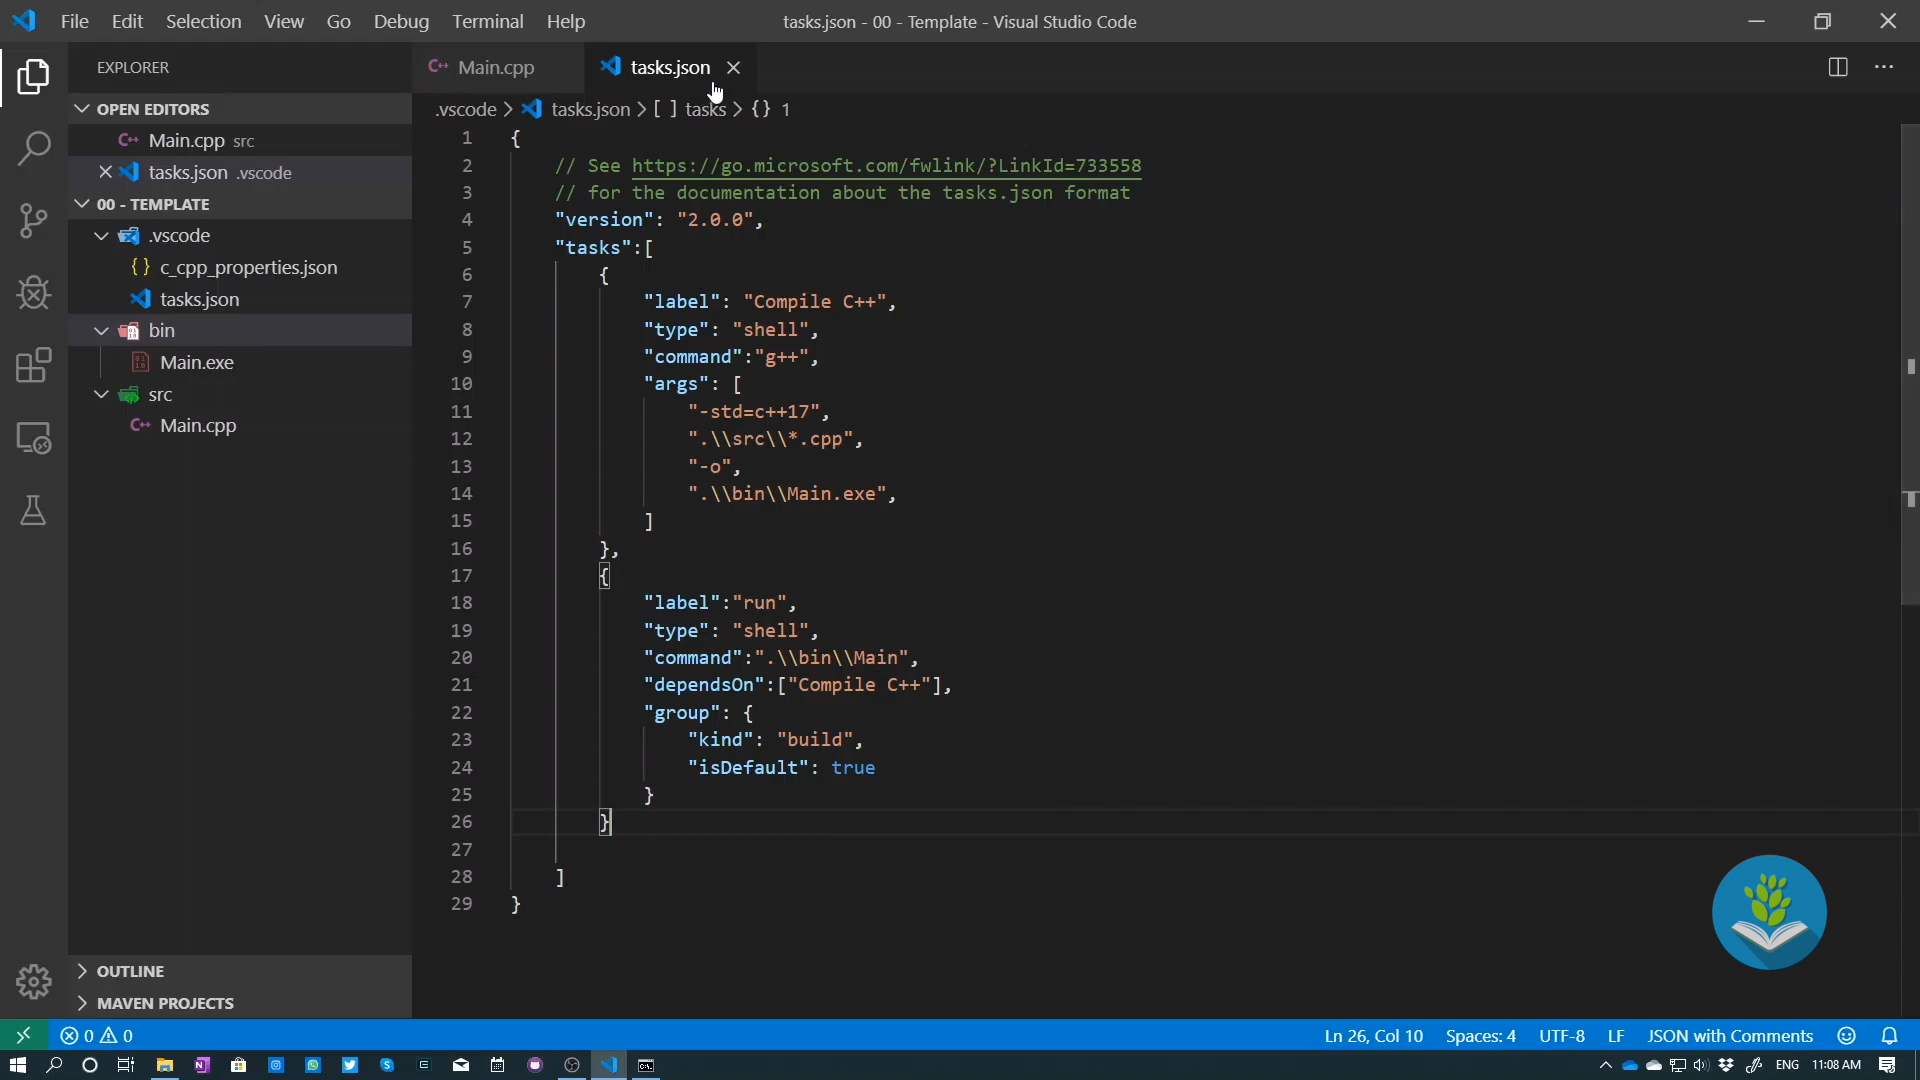 File Edit Selection View Go Debug Terminal Help tasks.json - 00 - Template - Visual Studio Code
EXPLORER
OPEN EDITORS
Main.cpp src
tasks.json .vscode
00 - TEMPLATE
.vscode
c_cpp_properties.json
tasks.json
bin
Main.exe
src
Main.cpp
OUTLINE
MAVEN PROJECTS
Main.cpp tasks.json
.vscode > tasks.json > [ ] tasks > {} 1
1 {
2 // See https://go.microsoft.com/fwlink/?LinkId=733558
3 // for the documentation about the tasks.json format
4 "version": "2.0.0",
5 "tasks":[
6 {
7 "label": "Compile C++",
8 "type": "shell",
9 "command":"g++",
10 "args": [
11 "-std=c++17",
12 ".\\src\\*.cpp",
13 "-o",
14 ".\\bin\\Main.exe",
15 ]
16 },
17 {
18 "label":"run",
19 "type": "shell",
20 "command":".\\bin\\Main",
21 "dependsOn":["Compile C++"],
22 "group": {
23 "kind": "build",
24 "isDefault": true
25 }
26 }
27
28 ]
29 }
0 0 Ln 26, Col 10 Spaces: 4 UTF-8 LF JSON with Comments
ENG 11:08 AM